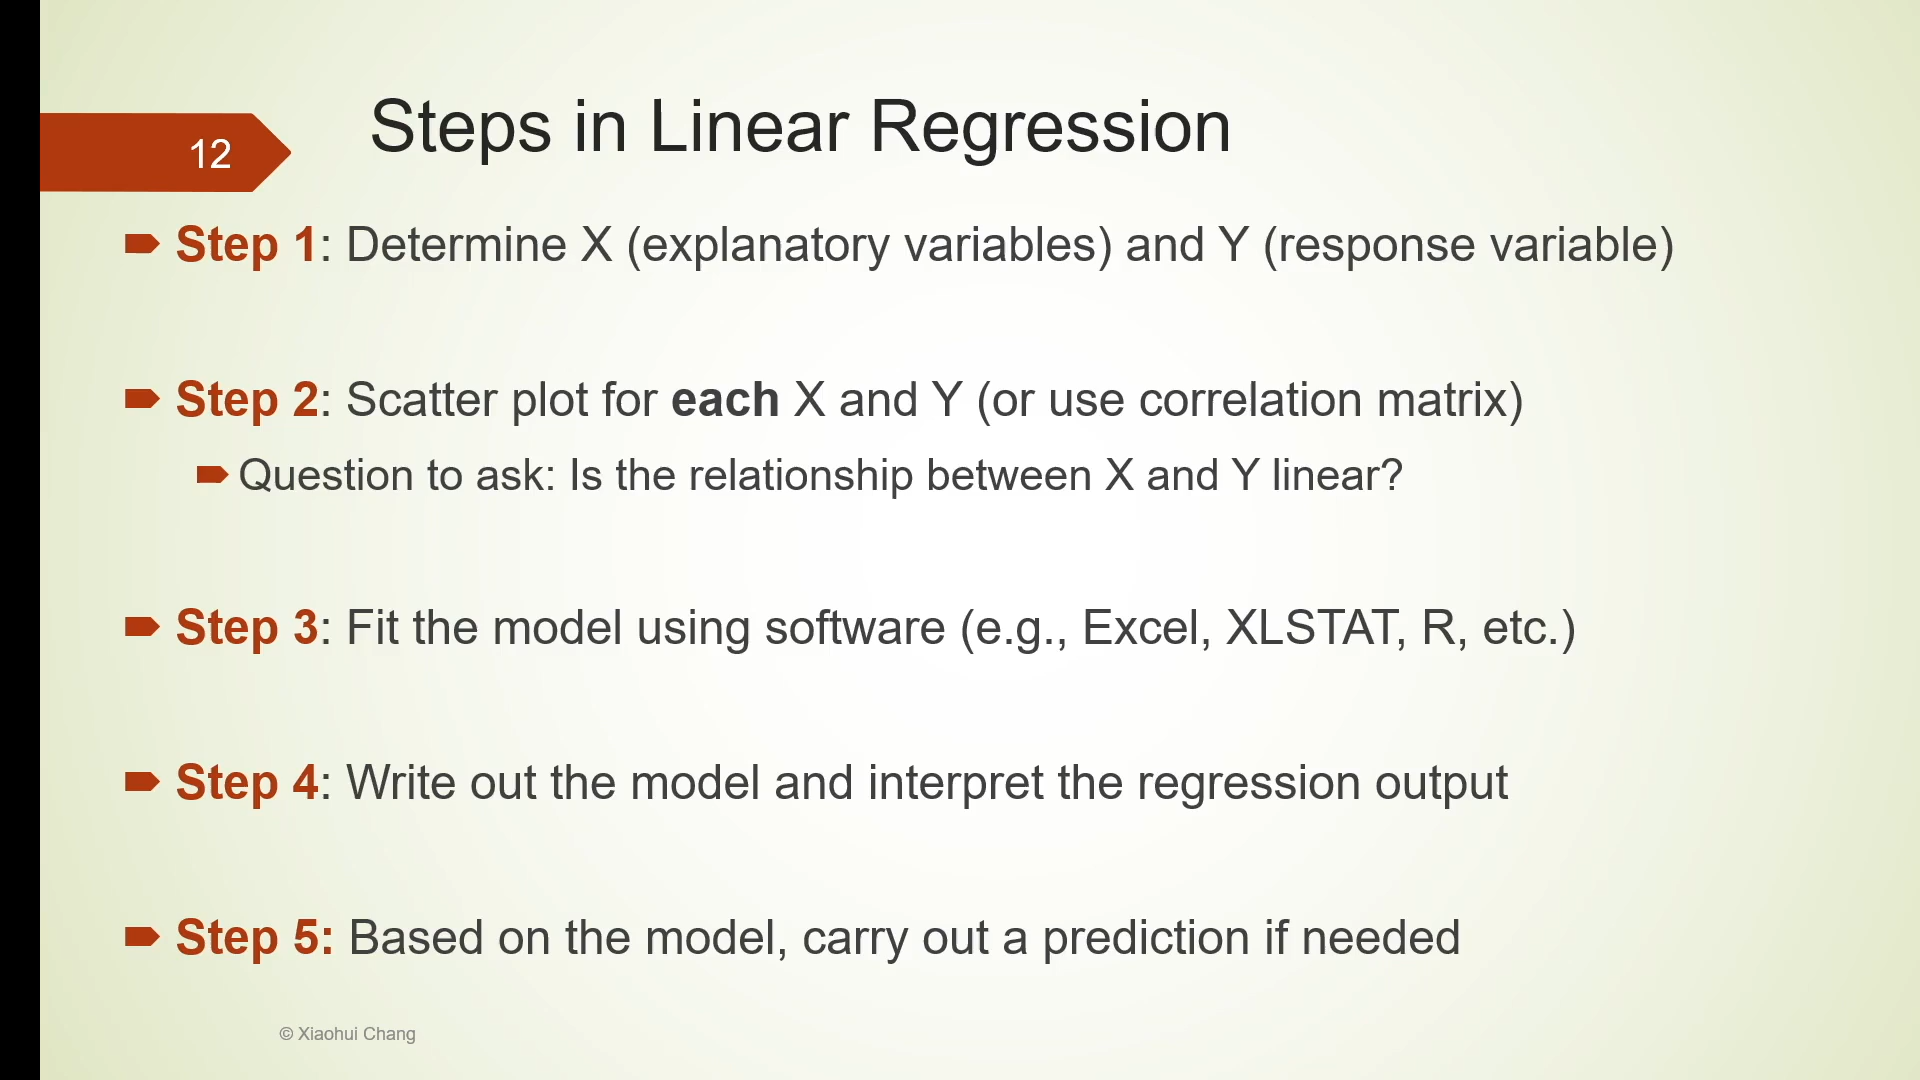 Steps in Linear Regression
12
Step 1: Determine X (explanatory variables) and Y (response variable)
Step 2: Scatter plot for each X and Y (or use correlation matrix)
Question to ask: Is the relationship between X and Y linear?
Step 3: Fit the model using software (e.g., Excel, XLSTAT, R, etc.)
Step 4: Write out the model and interpret the regression output
Step 5: Based on the model, carry out a prediction if needed
© Xiaohui Chang